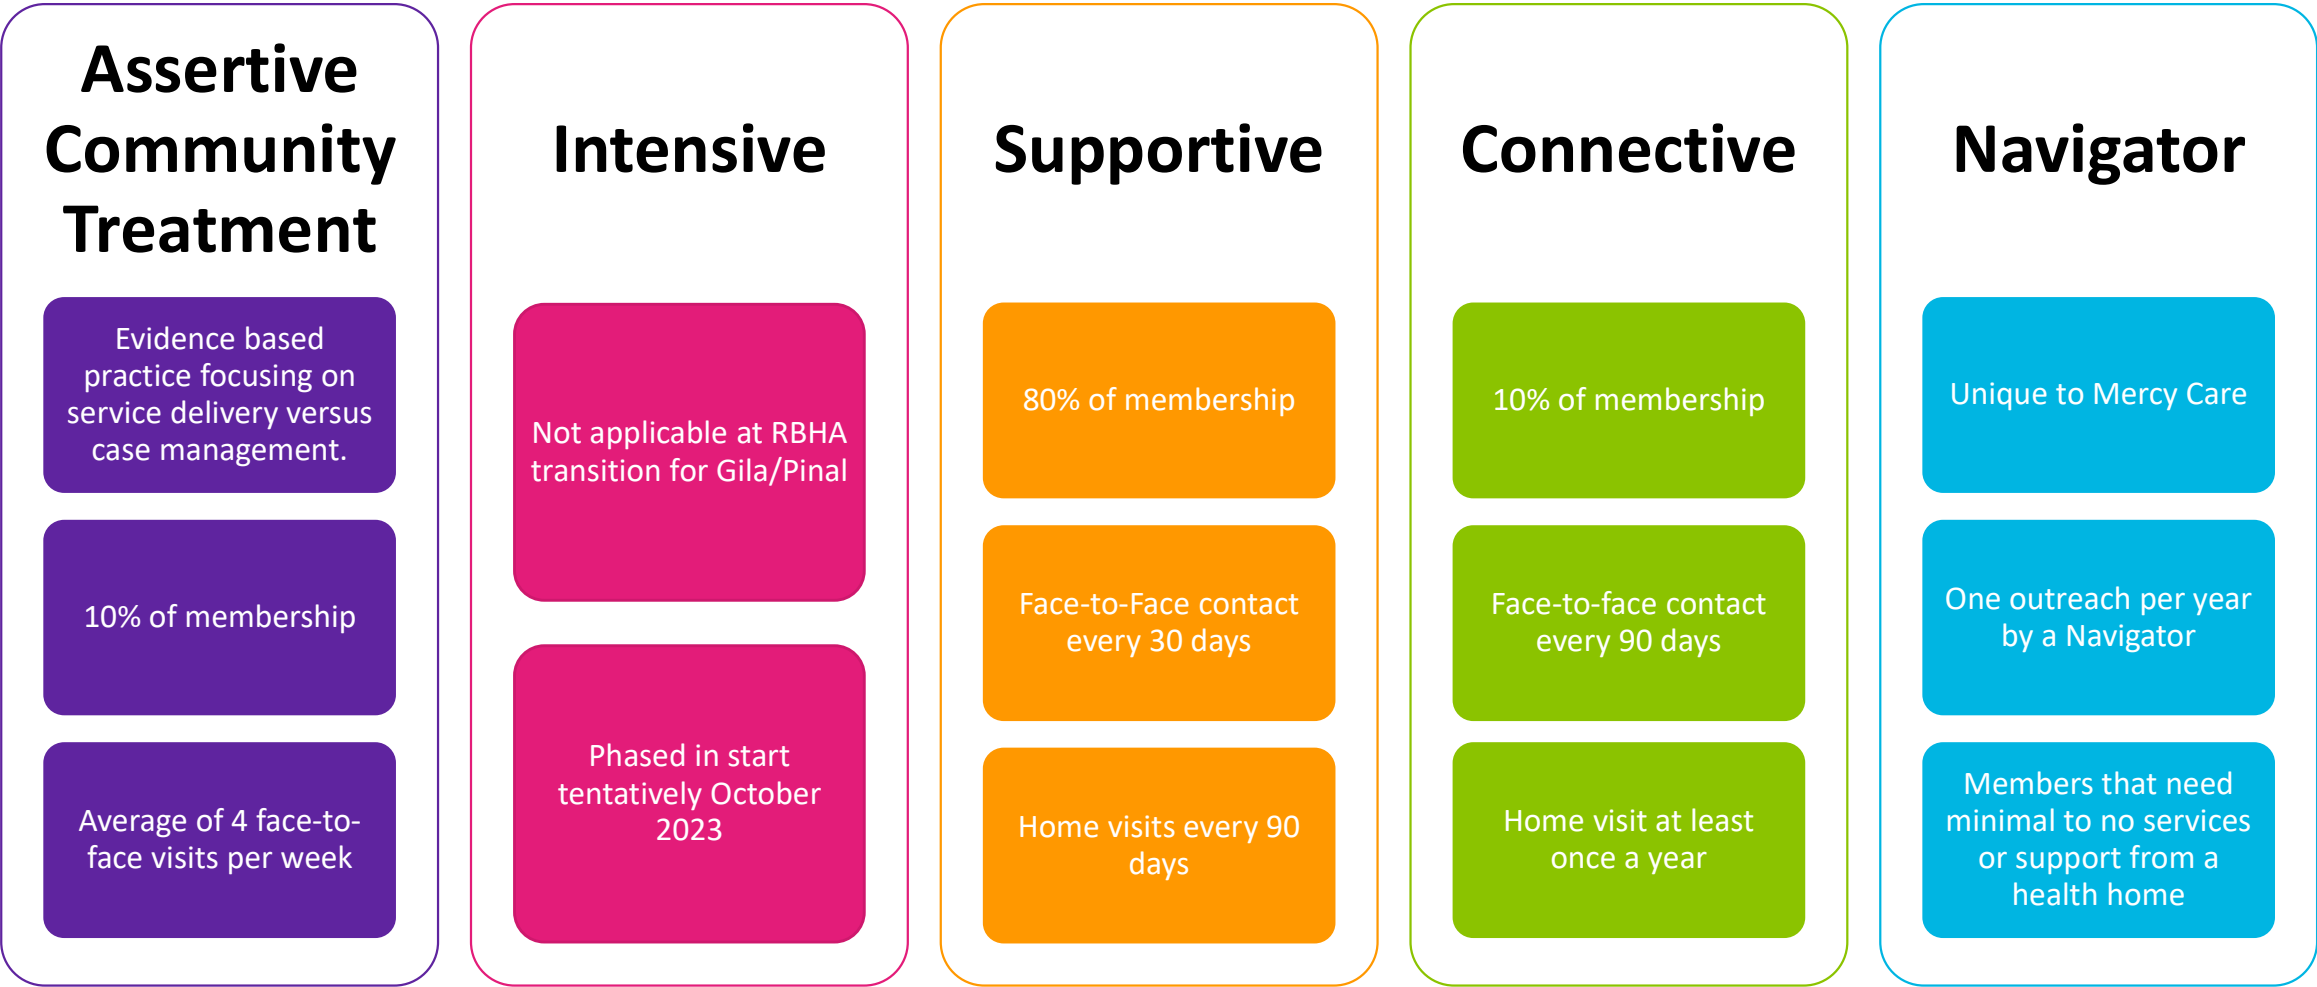 Assertive
Community
Treatment
Evidence based
practice focusing on
service delivery versus
case management.
10% of membership
Average of 4 face-to-
face visits per week
Intensive
Not applicable at RBHA
transition for Gila/Pinal
Phased in start
tentatively October
2023
Supportive
80% of membership
Face-to-Face contact
every 30 days
Home visits every 90
days
Connective
10% of membership
Face-to-face contact
every 90 days
Home visit at least
once a year
Navigator
Unique to Mercy Care
One outreach per year
by a Navigator
Members that need
minimal to no services
or support from a
health home